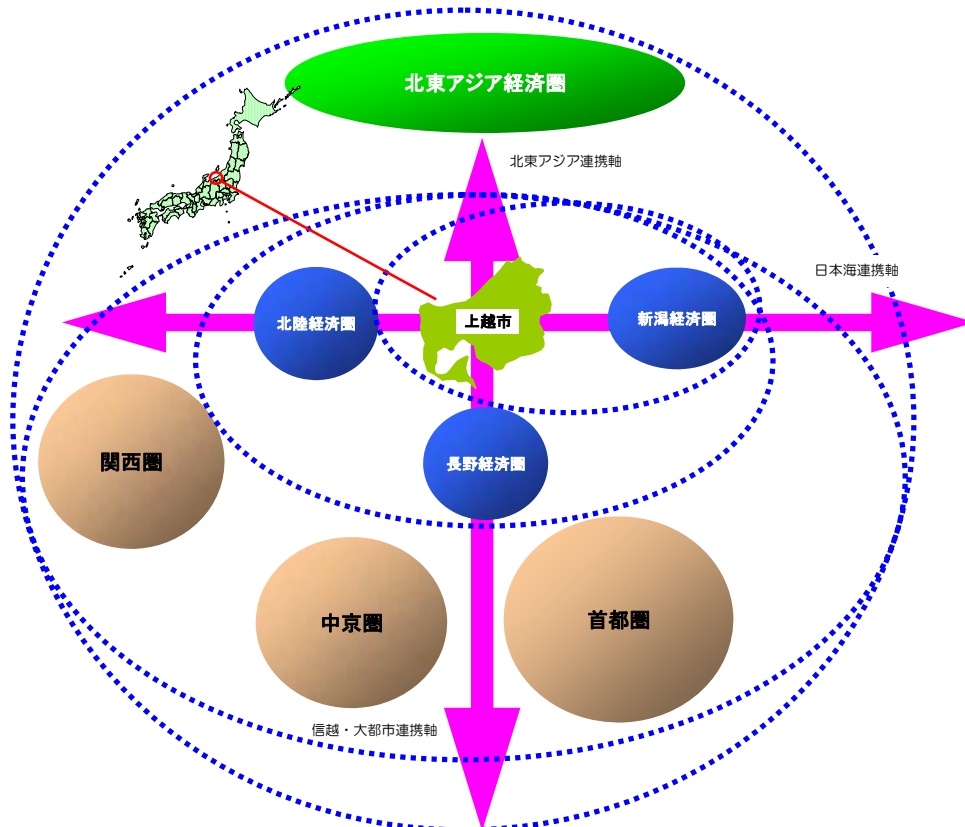 北東アジア経済圏
北東アジア連携軸
日本海連携軸
北陸経済圏
上越市
新潟経済圏
関西圏
長野経済圏
中京圏
首都圏
信越・大都市連携軸